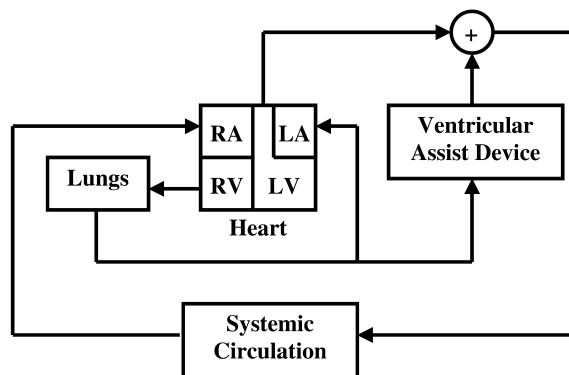 +
RA
LA
Ventricular
Assist Device
Lungs
RV
LV
Heart
Systemic
Circulation